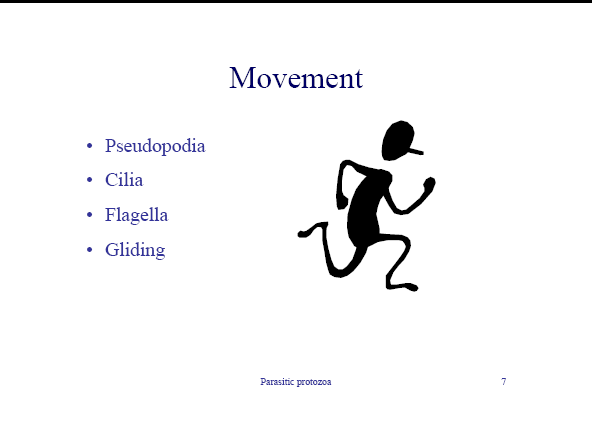 Movement
• Pseudopodia
• Cilia
• Flagella
• Gliding
Parasitic protozoa
7